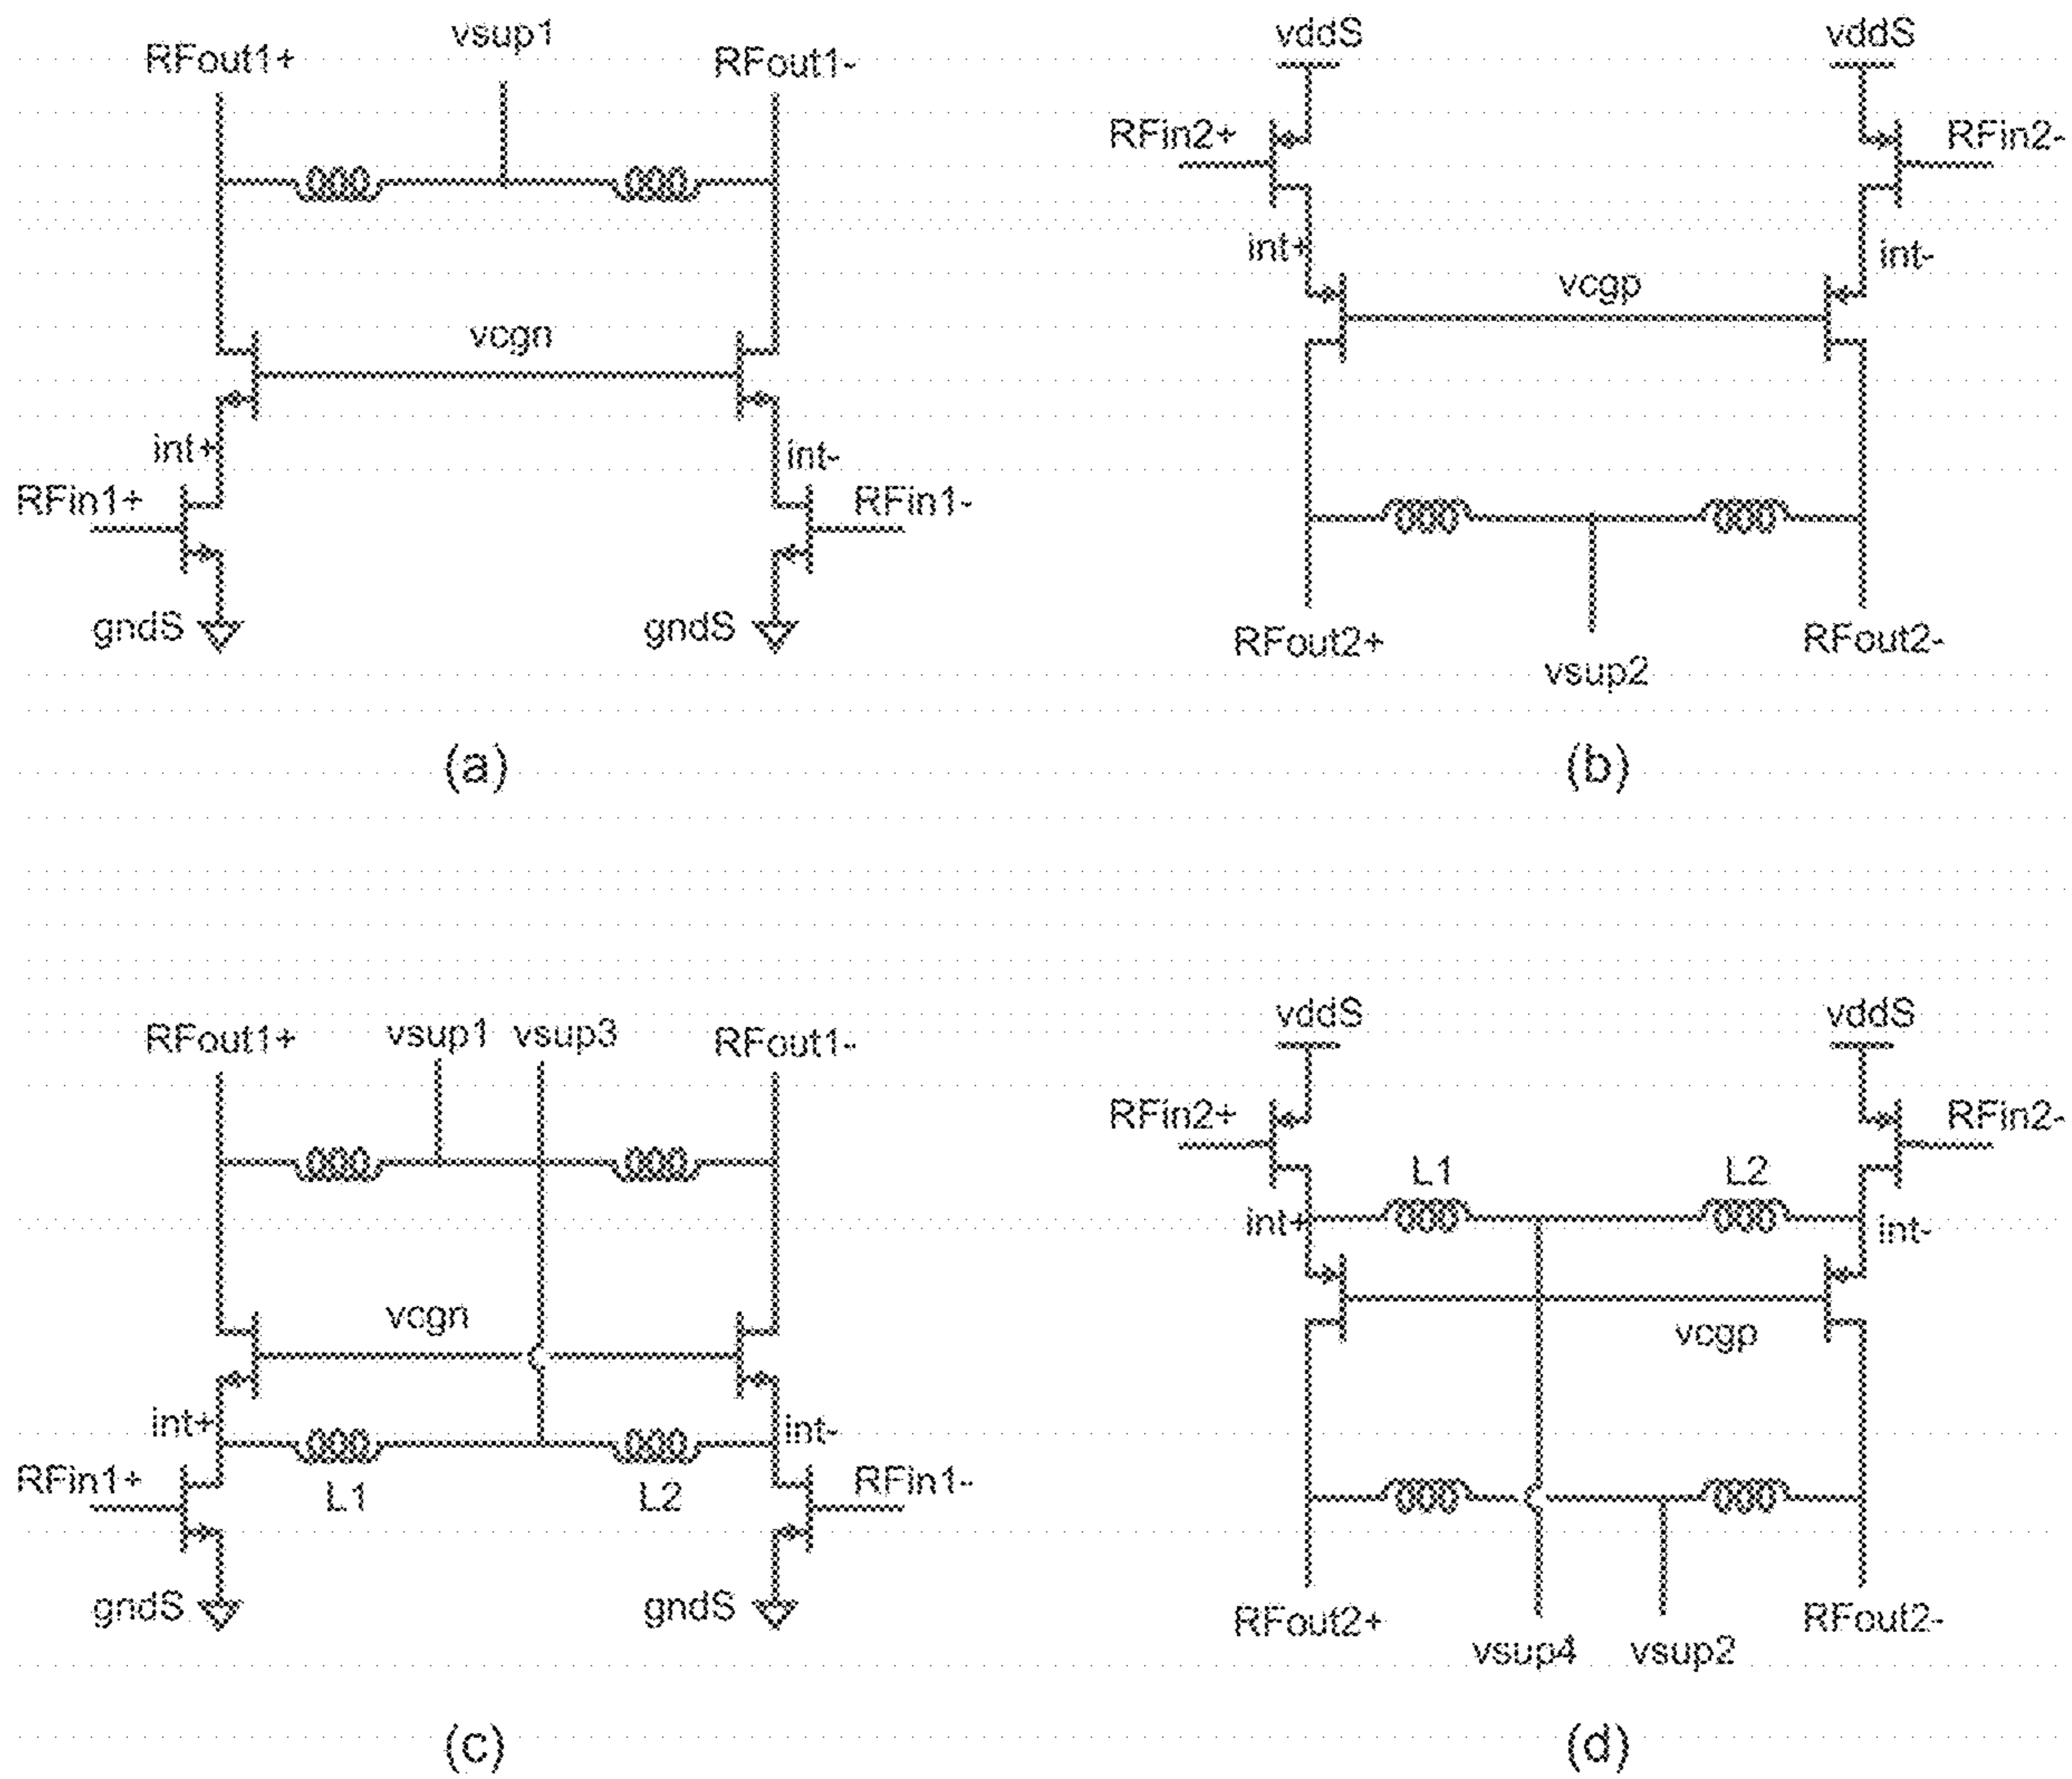 RFout1+ vsup1 RFout1-
vcgn
int+ int-
RFin1+ RFin1-
gndS gndS
(a)
vddS vddS
RFin2+ RFin2-
int+ int-
vcgp
RFout2+ RFout2-
vsup2
(b)
RFout1+ vsup1 vsup3 RFout1-
vcgn
int+ int-
RFin1+ L1 L2 RFin1-
gndS gndS
(c)
vddS vddS
RFin2+ RFin2-
L1 L2
int+ int-
vcgp
RFout2+ RFout2-
vsup4 vsup2
(d)